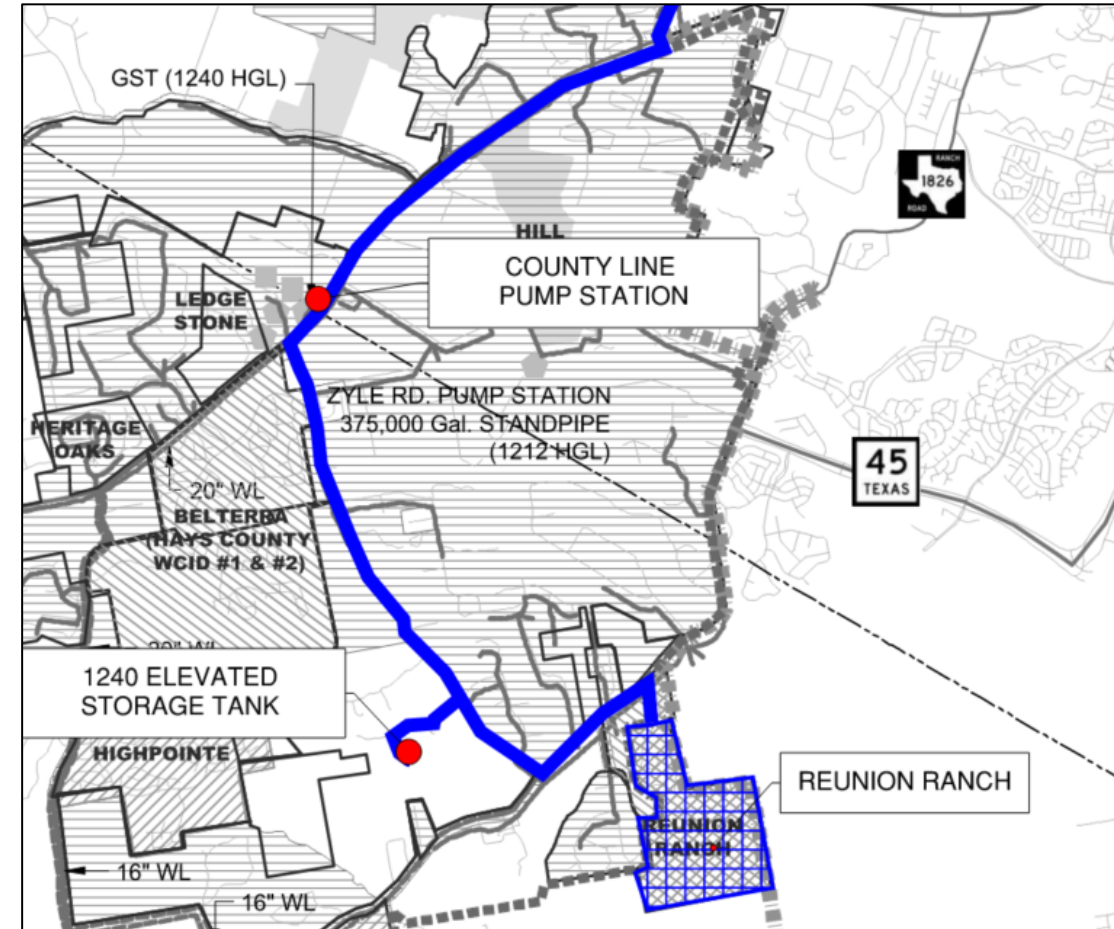 GST (1240 HGL)
RANCH
1826
ROAD
HILL
COUNTY LINE
PUMP STATION
LEDGE
STONE
ZYLE RD. PUMP STATION
375,000 Gal. STANDPIPE
(1212 HGL)
HERITAGE
OAKS
45
TEXAS
20" WL
BELTERRA
(HAYS COUNTY
WCID #1 & #2)
20" WL
1240 ELEVATED
STORAGE TANK
HIGHPOINTE
REUNION RANCH
REUNION
RANCH
16" WL
16" WL